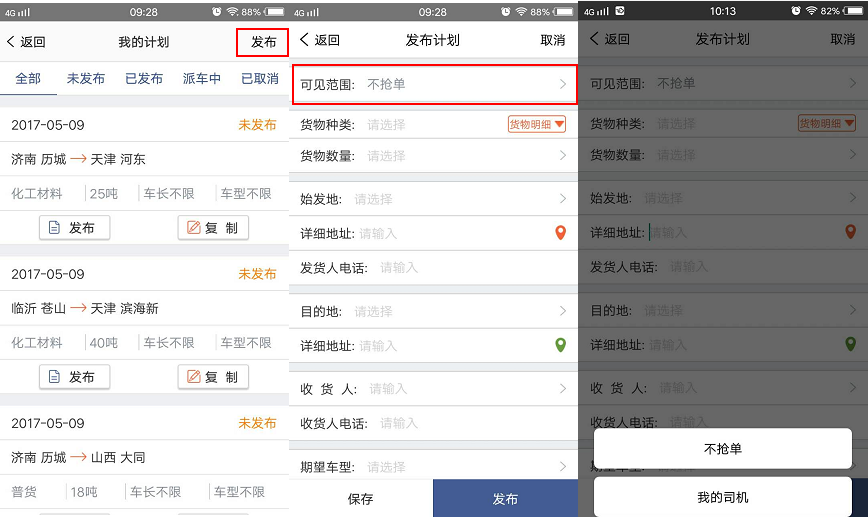 4G 09:28 88%
返回 我的计划 发布
全部 未发布 已发布 派车中 已取消
2017-05-09 未发布
济南 历城 天津 河东
化工材料 25吨 车长不限 车型不限
发布 复 制
2017-05-09 未发布
临沂 苍山 天津 滨海新
化工材料 40吨 车长不限 车型不限
发布 复 制
2017-05-09 未发布
济南 历城 山西 大同
普货 18吨 车长不限 车型不限
4G 09:28 88%
返回 发布计划 取消
可见范围: 不抢单
货物种类: 请选择 货物明细
货物数量: 请选择
始发地: 请选择
详细地址: 请输入
发货人电话: 请输入
目的地: 请选择
详细地址: 请输入
收 货 人: 请输入
收货人电话: 请输入
期望车型: 请选择
保存 发布
4G 10:13 82%
返回 发布计划 取消
可见范围: 不抢单
货物种类: 请选择 货物明细
货物数量: 请选择
始发地: 请选择
详细地址: 请输入
发货人电话: 请输入
目的地: 请选择
详细地址: 请输入
收 货 人: 请输入
收货人电话: 请输入
不抢单
期望车型: 请选择
我的司机